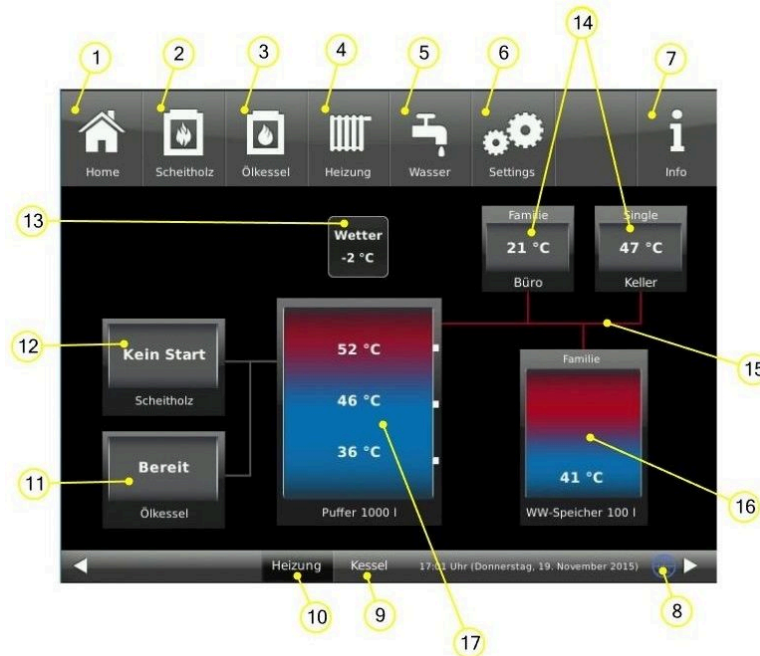 1
2
3
4
5
6
14
7
Home
Scheitholz
Ölkessel
Heizung
Wasser
Settings
Info
13
Wetter
-2 °C
Familie
21 °C
Büro
Single
47 °C
Keller
12
Kein Start
Scheitholz
52 °C
46 °C
36 °C
Puffer 1000 l
15
Familie
41 °C
WW-Speicher 100 l
11
Bereit
Ölkessel
16
Heizung
Kessel
17:01 Uhr (Donnerstag, 19. November 2015)
10
9
17
8